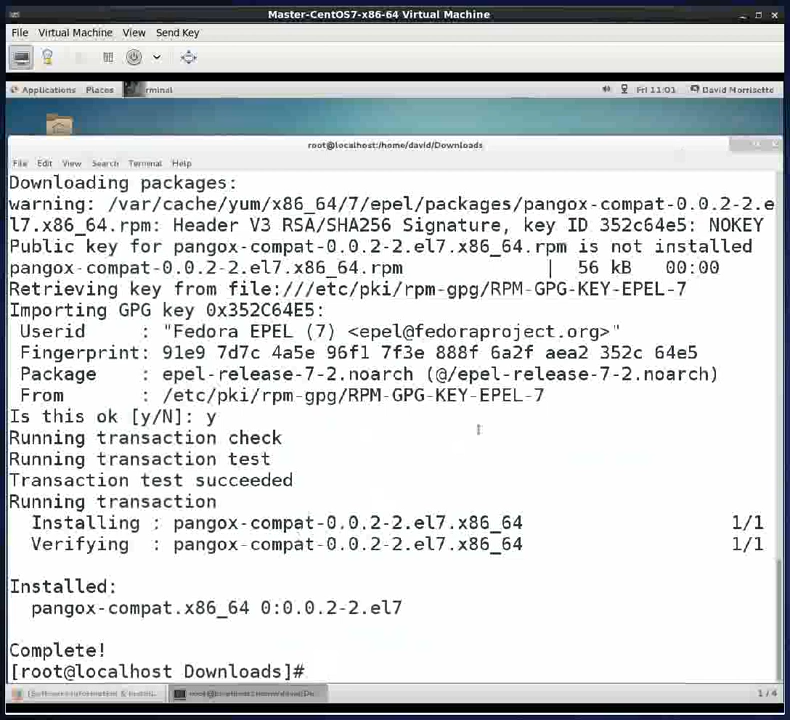 Master-CentOS7-x86-64 Virtual Machine
File Virtual Machine View Send Key
Applications Places Terminal Fri 11:01 David Morrisette
root@localhost:/home/david/Downloads
File Edit View Search Terminal Help
Downloading packages:
warning: /var/cache/yum/x86_64/7/epel/packages/pangox-compat-0.0.2-2.e
l7.x86_64.rpm: Header V3 RSA/SHA256 Signature, key ID 352c64e5: NOKEY
Public key for pangox-compat-0.0.2-2.el7.x86_64.rpm is not installed
pangox-compat-0.0.2-2.el7.x86_64.rpm | 56 kB 00:00
Retrieving key from file:///etc/pki/rpm-gpg/RPM-GPG-KEY-EPEL-7
Importing GPG key 0x352C64E5:
Userid : "Fedora EPEL (7) <epel@fedoraproject.org>"
Fingerprint: 91e9 7d7c 4a5e 96f1 7f3e 888f 6a2f aea2 352c 64e5
Package : epel-release-7-2.noarch (@/epel-release-7-2.noarch)
From : /etc/pki/rpm-gpg/RPM-GPG-KEY-EPEL-7
Is this ok [y/N]: y
Running transaction check
Running transaction test
Transaction test succeeded
Running transaction
Installing : pangox-compat-0.0.2-2.el7.x86_64 1/1
Verifying : pangox-compat-0.0.2-2.el7.x86_64 1/1
Installed:
pangox-compat.x86_64 0:0.0.2-2.el7
Complete!
[root@localhost Downloads]#
1 / 4